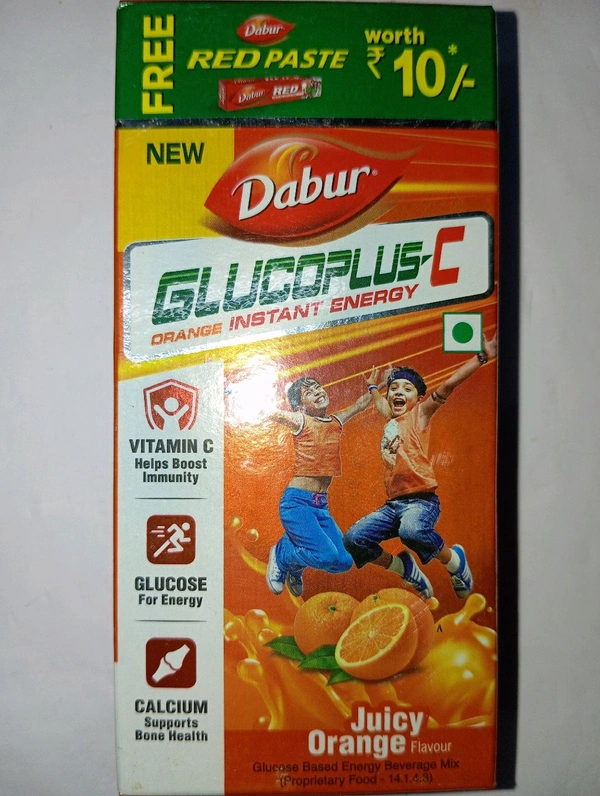 FREE
Dabur
RED PASTE
Dabur RED
worth
₹ 10/-*
NEW
Dabur®
GLUCOPLUS-C
ORANGE INSTANT ENERGY
VITAMIN C
Helps Boost
Immunity
GLUCOSE
For Energy
CALCIUM
Supports
Bone Health
A
Juicy
Orange Flavour
Glucose Based Energy Beverage Mix
(Proprietary Food - 14.1.4.3)